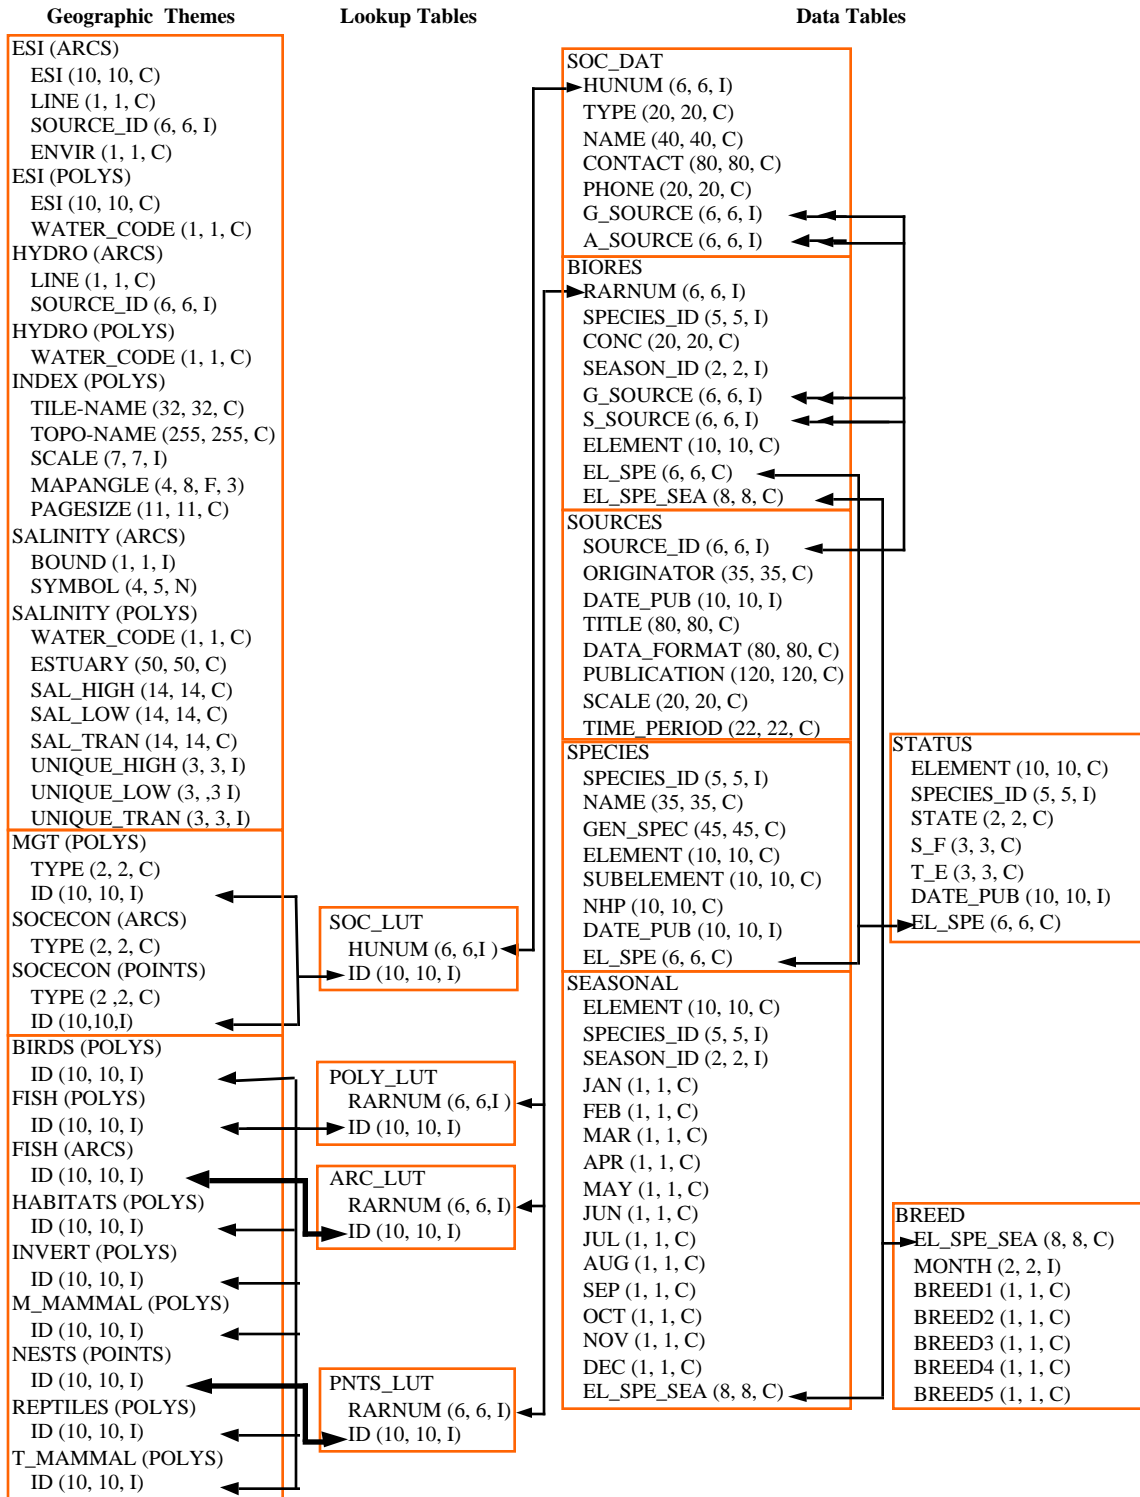 Geographic Themes
Lookup Tables
Data Tables
ESI (ARCS)
ESI (10, 10, C)
LINE (1, 1, C)
SOURCE_ID (6, 6, I)
ENVIR (1, 1, C)
ESI (POLYS)
ESI (10, 10, C)
WATER_CODE (1, 1, C)
HYDRO (ARCS)
LINE (1, 1, C)
SOURCE_ID (6, 6, I)
HYDRO (POLYS)
WATER_CODE (1, 1, C)
INDEX (POLYS)
TILE-NAME (32, 32, C)
TOPO-NAME (255, 255, C)
SCALE (7, 7, I)
MAPANGLE (4, 8, F, 3)
PAGESIZE (11, 11, C)
SALINITY (ARCS)
BOUND (1, 1, I)
SYMBOL (4, 5, N)
SALINITY (POLYS)
WATER_CODE (1, 1, C)
ESTUARY (50, 50, C)
SAL_HIGH (14, 14, C)
SAL_LOW (14, 14, C)
SAL_TRAN (14, 14, C)
UNIQUE_HIGH (3, 3, I)
UNIQUE_LOW (3, ,3 I)
UNIQUE_TRAN (3, 3, I)
MGT (POLYS)
TYPE (2, 2, C)
ID (10, 10, I)
SOCECON (ARCS)
TYPE (2, 2, C)
SOCECON (POINTS)
TYPE (2 ,2, C)
ID (10,10,I)
BIRDS (POLYS)
ID (10, 10, I)
FISH (POLYS)
ID (10, 10, I)
FISH (ARCS)
ID (10, 10, I)
HABITATS (POLYS)
ID (10, 10, I)
INVERT (POLYS)
ID (10, 10, I)
M_MAMMAL (POLYS)
ID (10, 10, I)
NESTS (POINTS)
ID (10, 10, I)
REPTILES (POLYS)
ID (10, 10, I)
T_MAMMAL (POLYS)
ID (10, 10, I)
SOC_LUT
HUNUM (6, 6,I )
ID (10, 10, I)
POLY_LUT
RARNUM (6, 6,I )
ID (10, 10, I)
ARC_LUT
RARNUM (6, 6, I)
ID (10, 10, I)
PNTS_LUT
RARNUM (6, 6, I)
ID (10, 10, I)
SOC_DAT
HUNUM (6, 6, I)
TYPE (20, 20, C)
NAME (40, 40, C)
CONTACT (80, 80, C)
PHONE (20, 20, C)
G_SOURCE (6, 6, I)
A_SOURCE (6, 6, I)
BIORES
RARNUM (6, 6, I)
SPECIES_ID (5, 5, I)
CONC (20, 20, C)
SEASON_ID (2, 2, I)
G_SOURCE (6, 6, I)
S_SOURCE (6, 6, I)
ELEMENT (10, 10, C)
EL_SPE (6, 6, C)
EL_SPE_SEA (8, 8, C)
SOURCES
SOURCE_ID (6, 6, I)
ORIGINATOR (35, 35, C)
DATE_PUB (10, 10, I)
TITLE (80, 80, C)
DATA_FORMAT (80, 80, C)
PUBLICATION (120, 120, C)
SCALE (20, 20, C)
TIME_PERIOD (22, 22, C)
SPECIES
SPECIES_ID (5, 5, I)
NAME (35, 35, C)
GEN_SPEC (45, 45, C)
ELEMENT (10, 10, C)
SUBELEMENT (10, 10, C)
NHP (10, 10, C)
DATE_PUB (10, 10, I)
EL_SPE (6, 6, C)
SEASONAL
ELEMENT (10, 10, C)
SPECIES_ID (5, 5, I)
SEASON_ID (2, 2, I)
JAN (1, 1, C)
FEB (1, 1, C)
MAR (1, 1, C)
APR (1, 1, C)
MAY (1, 1, C)
JUN (1, 1, C)
JUL (1, 1, C)
AUG (1, 1, C)
SEP (1, 1, C)
OCT (1, 1, C)
NOV (1, 1, C)
DEC (1, 1, C)
EL_SPE_SEA (8, 8, C)
STATUS
ELEMENT (10, 10, C)
SPECIES_ID (5, 5, I)
STATE (2, 2, C)
S_F (3, 3, C)
T_E (3, 3, C)
DATE_PUB (10, 10, I)
EL_SPE (6, 6, C)
BREED
EL_SPE_SEA (8, 8, C)
MONTH (2, 2, I)
BREED1 (1, 1, C)
BREED2 (1, 1, C)
BREED3 (1, 1, C)
BREED4 (1, 1, C)
BREED5 (1, 1, C)